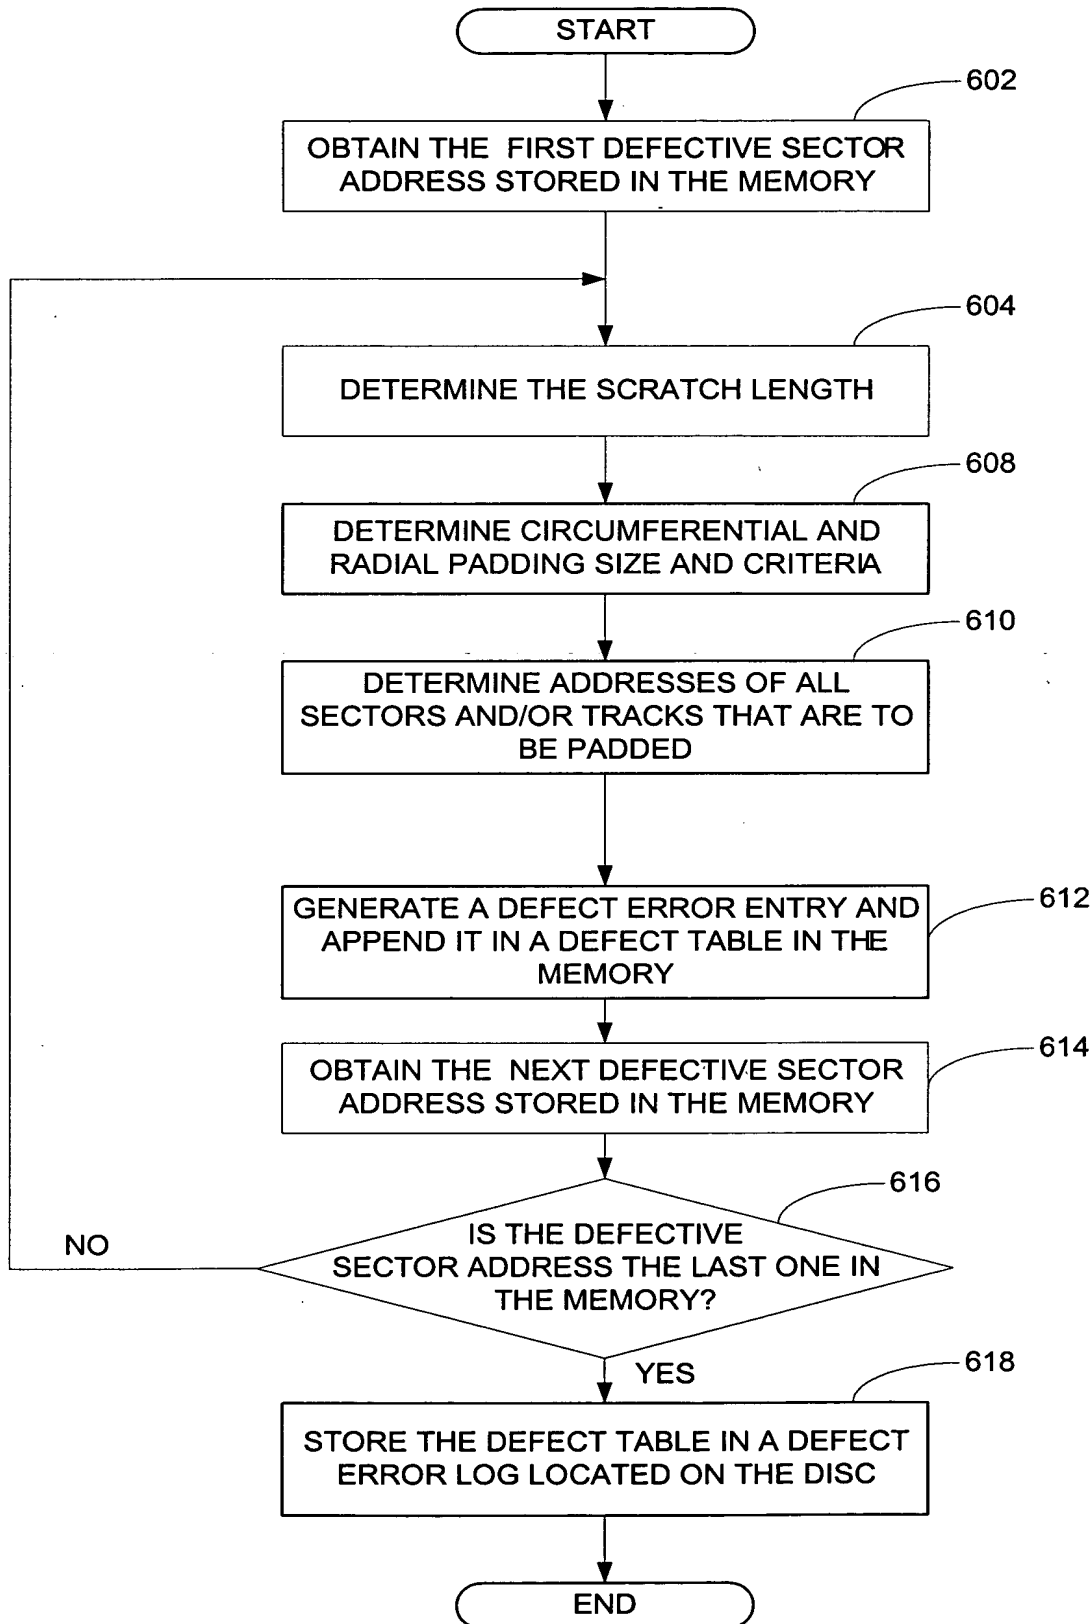 START
602
OBTAIN THE FIRST DEFECTIVE SECTOR
ADDRESS STORED IN THE MEMORY
604
DETERMINE THE SCRATCH LENGTH
608
DETERMINE CIRCUMFERENTIAL AND
RADIAL PADDING SIZE AND CRITERIA
610
DETERMINE ADDRESSES OF ALL
SECTORS AND/OR TRACKS THAT ARE TO
BE PADDED
612
GENERATE A DEFECT ERROR ENTRY AND
APPEND IT IN A DEFECT TABLE IN THE
MEMORY
614
OBTAIN THE NEXT DEFECTIVE SECTOR
ADDRESS STORED IN THE MEMORY
616
IS THE DEFECTIVE
SECTOR ADDRESS THE LAST ONE IN
THE MEMORY?
NO
YES
618
STORE THE DEFECT TABLE IN A DEFECT
ERROR LOG LOCATED ON THE DISC
END